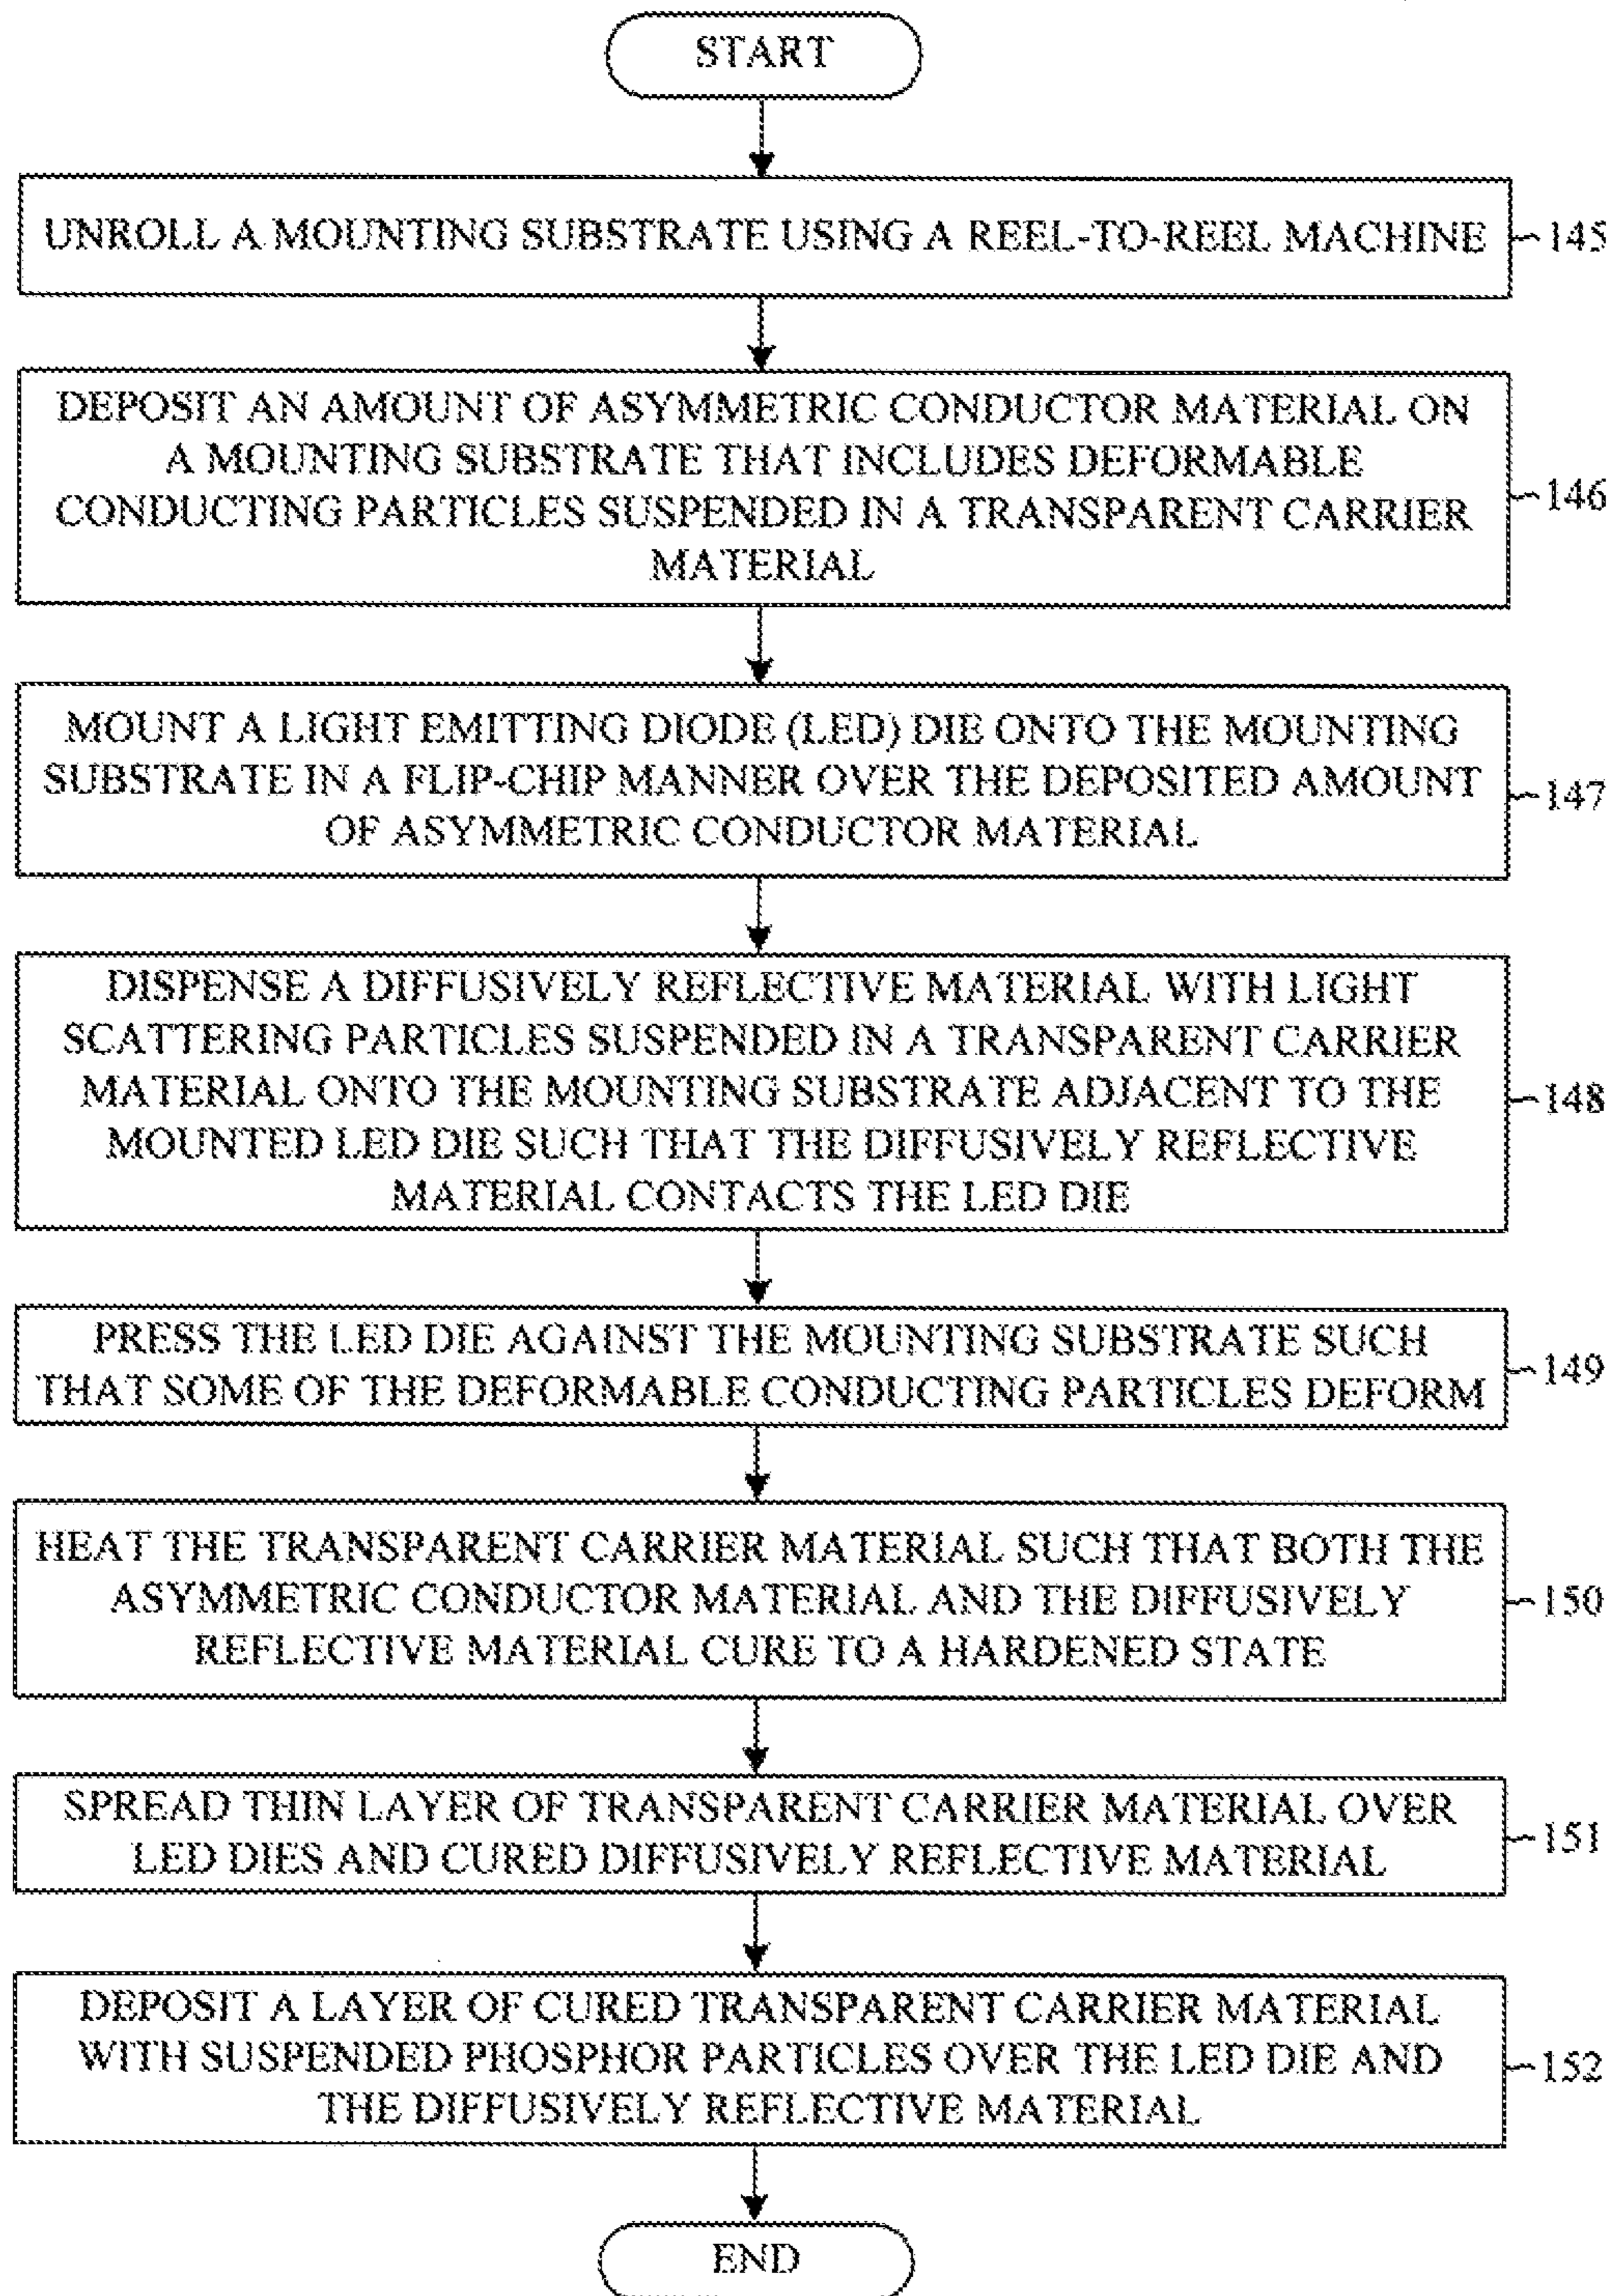 START
UNROLL A MOUNTING SUBSTRATE USING A REEL-TO-REEL MACHINE
145
DEPOSIT AN AMOUNT OF ASYMMETRIC CONDUCTOR MATERIAL ON
A MOUNTING SUBSTRATE THAT INCLUDES DEFORMABLE
CONDUCTING PARTICLES SUSPENDED IN A TRANSPARENT CARRIER
MATERIAL
146
MOUNT A LIGHT EMITTING DIODE (LED) DIE ONTO THE MOUNTING
SUBSTRATE IN A FLIP-CHIP MANNER OVER THE DEPOSITED AMOUNT
OF ASYMMETRIC CONDUCTOR MATERIAL
147
DISPENSE A DIFFUSIVELY REFLECTIVE MATERIAL WITH LIGHT
SCATTERING PARTICLES SUSPENDED IN A TRANSPARENT CARRIER
MATERIAL ONTO THE MOUNTING SUBSTRATE ADJACENT TO THE
MOUNTED LED DIE SUCH THAT THE DIFFUSIVELY REFLECTIVE
MATERIAL CONTACTS THE LED DIE
148
PRESS THE LED DIE AGAINST THE MOUNTING SUBSTRATE SUCH
THAT SOME OF THE DEFORMABLE CONDUCTING PARTICLES DEFORM
149
HEAT THE TRANSPARENT CARRIER MATERIAL SUCH THAT BOTH THE
ASYMMETRIC CONDUCTOR MATERIAL AND THE DIFFUSIVELY
REFLECTIVE MATERIAL CURE TO A HARDENED STATE
150
SPREAD THIN LAYER OF TRANSPARENT CARRIER MATERIAL OVER
LED DIES AND CURED DIFFUSIVELY REFLECTIVE MATERIAL
151
DEPOSIT A LAYER OF CURED TRANSPARENT CARRIER MATERIAL
WITH SUSPENDED PHOSPHOR PARTICLES OVER THE LED DIE AND
THE DIFFUSIVELY REFLECTIVE MATERIAL
152
END